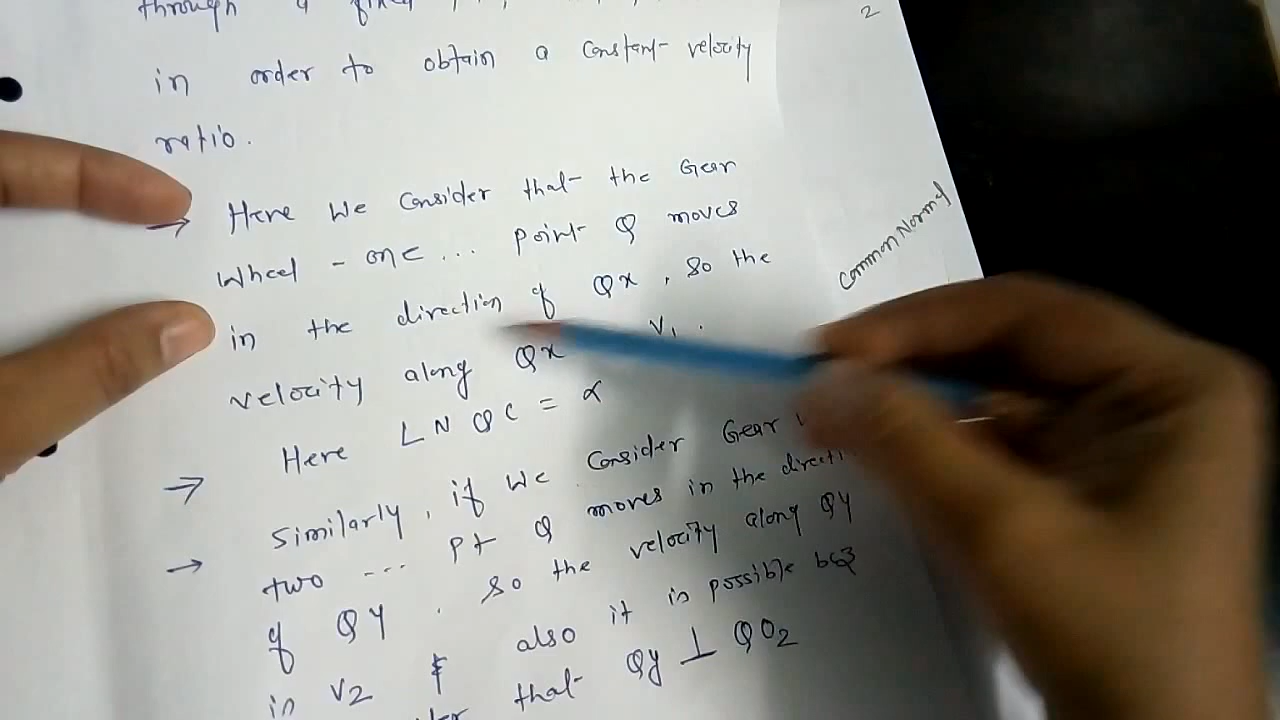 through a fixed
2
in order to obtain a constant velocity
ratio.
→ Here we consider that the Gear
wheel - one ... point Q moves
in the direction of Qx, so the
velocity along Qx V1.
→ Here ∠NQC = α
→ Similarly, if we consider Gear
two --- pt Q moves in the directi
of QY. So the velocity along QY
is V2 & also it is possible bcz
that QY ⊥ QO2
Common Normal